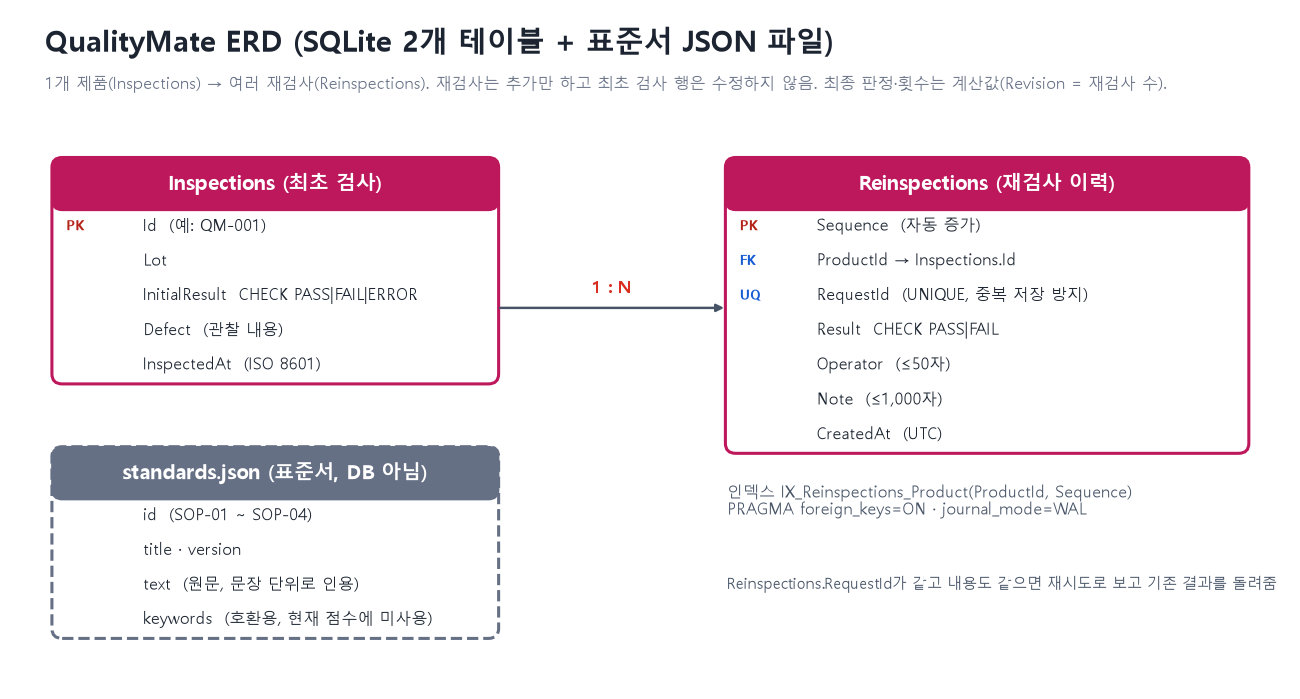 QualityMate ERD (SQLite 2개 테이블 + 표준서 JSON 파일)
1개 제품(Inspections) → 여러 재검사(Reinspections). 재검사는 추가만 하고 최초 검사 행은 수정하지 않음. 최종 판정·횟수는 계산값(Revision = 재검사 수).
Inspections (최초 검사)
PK Id (예: QM-001)
Lot
InitialResult CHECK PASS|FAIL|ERROR
Defect (관찰 내용)
InspectedAt (ISO 8601)
1 : N
Reinspections (재검사 이력)
PK Sequence (자동 증가)
FK ProductId → Inspections.Id
UQ RequestId (UNIQUE, 중복 저장 방지)
Result CHECK PASS|FAIL
Operator (≤50자)
Note (≤1,000자)
CreatedAt (UTC)
standards.json (표준서, DB 아님)
id (SOP-01 ~ SOP-04)
title · version
text (원문, 문장 단위로 인용)
keywords (호환용, 현재 점수에 미사용)
인덱스 IX_Reinspections_Product(ProductId, Sequence)
PRAGMA foreign_keys=ON · journal_mode=WAL
Reinspections.RequestId가 같고 내용도 같으면 재시도로 보고 기존 결과를 돌려줌